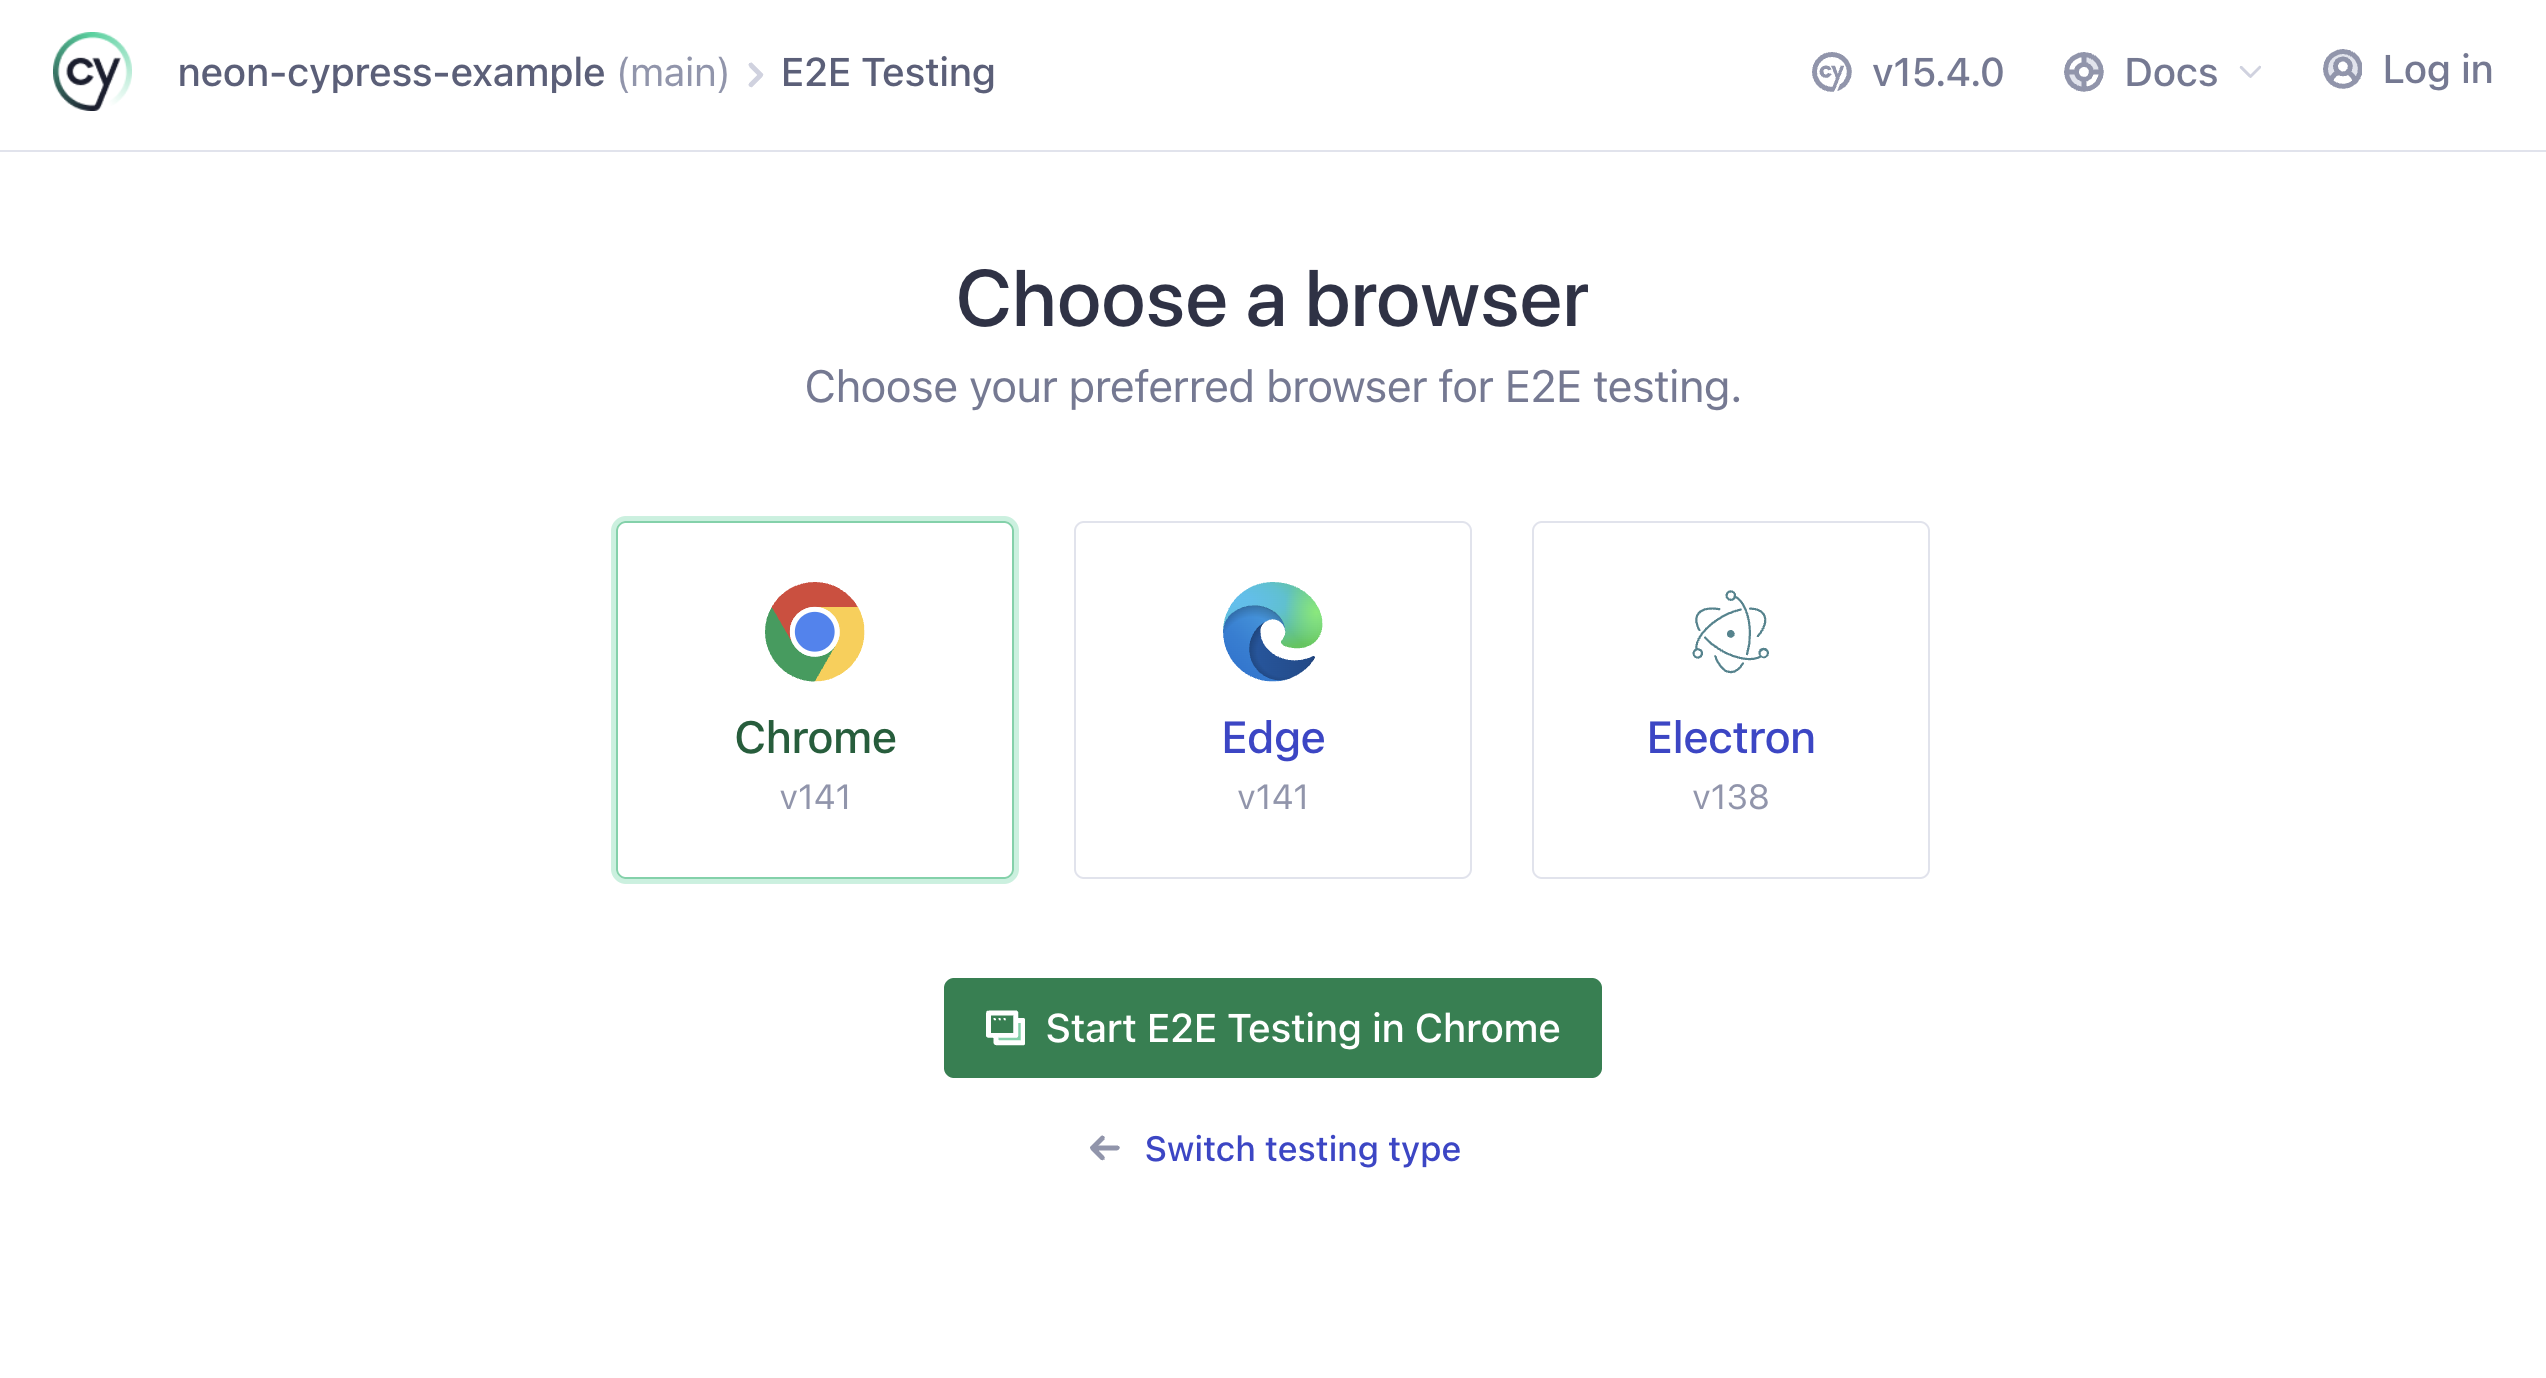 cy neon-cypress-example (main) > E2E Testing cy v15.4.0 Docs Log in
Choose a browser
Choose your preferred browser for E2E testing.
Chrome Edge Electron
v141 v141 v138
Start E2E Testing in Chrome
← Switch testing type